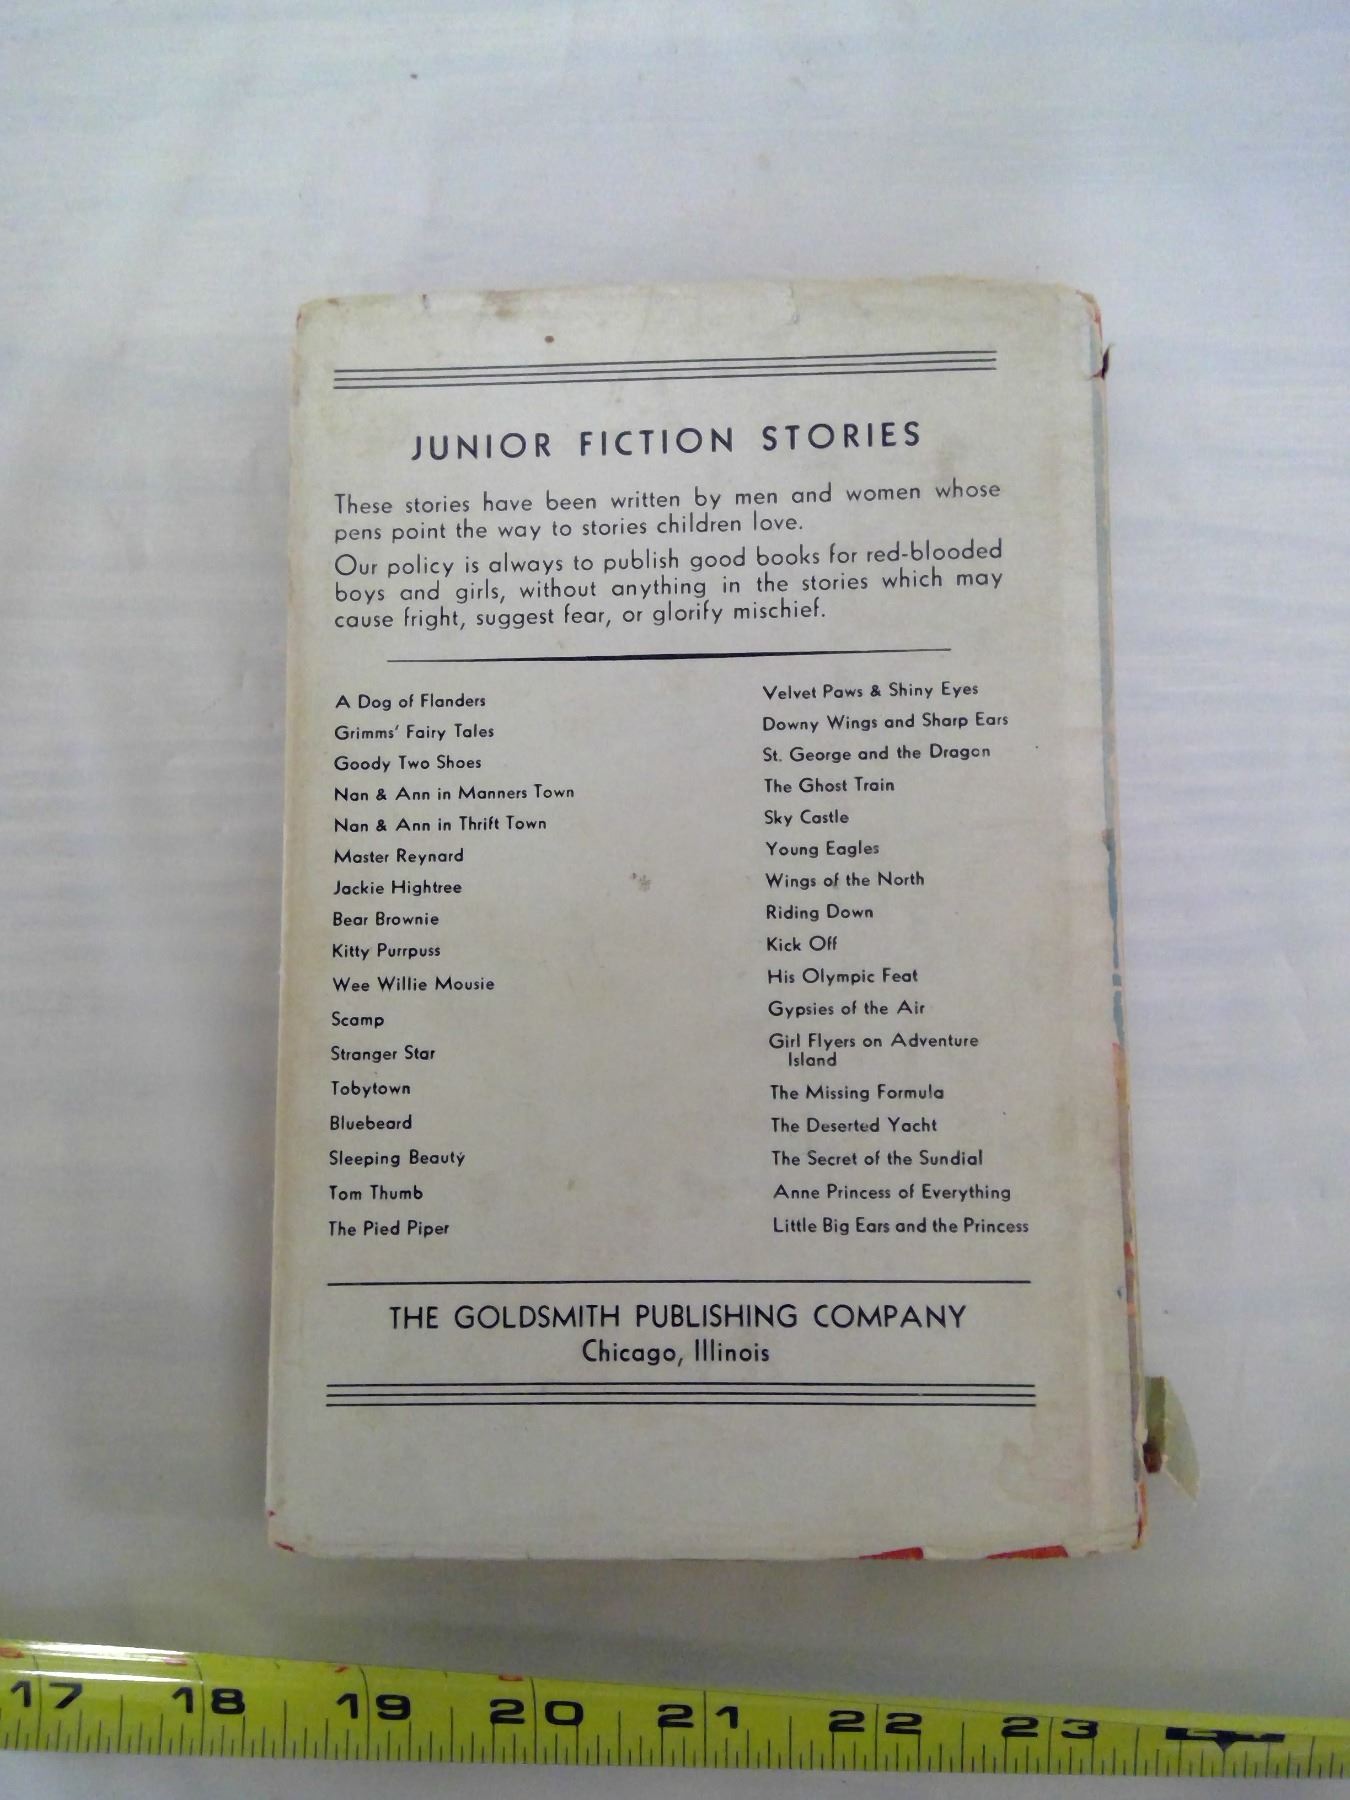 JUNIOR FICTION STORIES
These stories have been written by men and women whose
pens point the way to stories children love.
Our policy is always to publish good books for red-blooded
boys and girls, without anything in the stories which may
cause fright, suggest fear, or glorify mischief.
A Dog of Flanders
Grimms' Fairy Tales
Goody Two Shoes
Nan & Ann in Manners Town
Nan & Ann in Thrift Town
Master Reynard
Jackie Hightree
Bear Brownie
Kitty Purrpuss
Wee Willie Mousie
Scamp
Stranger Star
Tobytown
Bluebeard
Sleeping Beauty
Tom Thumb
The Pied Piper
Velvet Paws & Shiny Eyes
Downy Wings and Sharp Ears
St. George and the Dragon
The Ghost Train
Sky Castle
Young Eagles
Wings of the North
Riding Down
Kick Off
His Olympic Feat
Gypsies of the Air
Girl Flyers on Adventure
Island
The Missing Formula
The Deserted Yacht
The Secret of the Sundial
Anne Princess of Everything
Little Big Ears and the Princess
THE GOLDSMITH PUBLISHING COMPANY
Chicago, Illinois
17 18 19 20 21 22 23